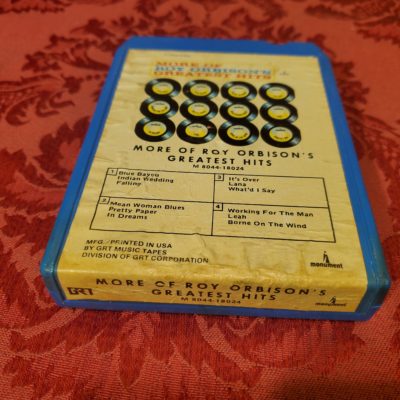 MORE OF
ROY ORBISON'S
GREATEST HITS
MORE OF ROY ORBISON'S
GREATEST HITS
M 8044-18024
1 Blue Bayou
Indian Wedding
Falling
2 Mean Woman Blues
Pretty Paper
In Dreams
3 It's Over
Lana
What'd I Say
4 Working For The Man
Leah
Borne On The Wind
MFG./PRINTED IN USA
BY GRT MUSIC TAPES
DIVISION OF GRT CORPORATION
monument
GRT
MORE OF ROY ORBISON'S
GREATEST HITS
M 8044-18024
monument